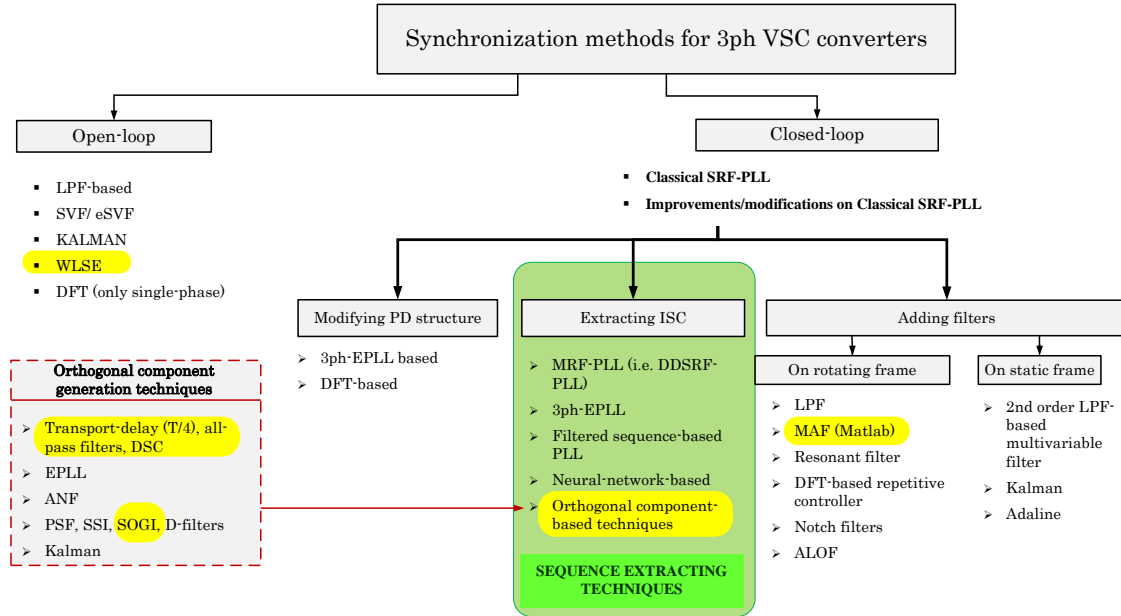 Synchronization methods for 3ph VSC converters
Open-loop
▪ LPF-based
▪ SVF/ eSVF
▪ KALMAN
▪ WLSE
▪ DFT (only single-phase)
Closed-loop
▪ Classical SRF-PLL
▪ Improvements/modifications on Classical SRF-PLL
Modifying PD structure
➢ 3ph-EPLL based
➢ DFT-based
Extracting ISC
➢ MRF-PLL (i.e. DDSRF-
PLL)
➢ 3ph-EPLL
➢ Filtered sequence-based
PLL
➢ Neural-network-based
➢ Orthogonal component-
based techniques
SEQUENCE EXTRACTING
TECHNIQUES
Adding filters
On rotating frame
➢ LPF
➢ MAF (Matlab)
➢ Resonant filter
➢ DFT-based repetitive
controller
➢ Notch filters
➢ ALOF
On static frame
➢ 2nd order LPF-
based
multivariable
filter
➢ Kalman
➢ Adaline
Orthogonal component
generation techniques
➢ Transport-delay (T/4), all-
pass filters, DSC
➢ EPLL
➢ ANF
➢ PSF, SSI, SOGI, D-filters
➢ Kalman